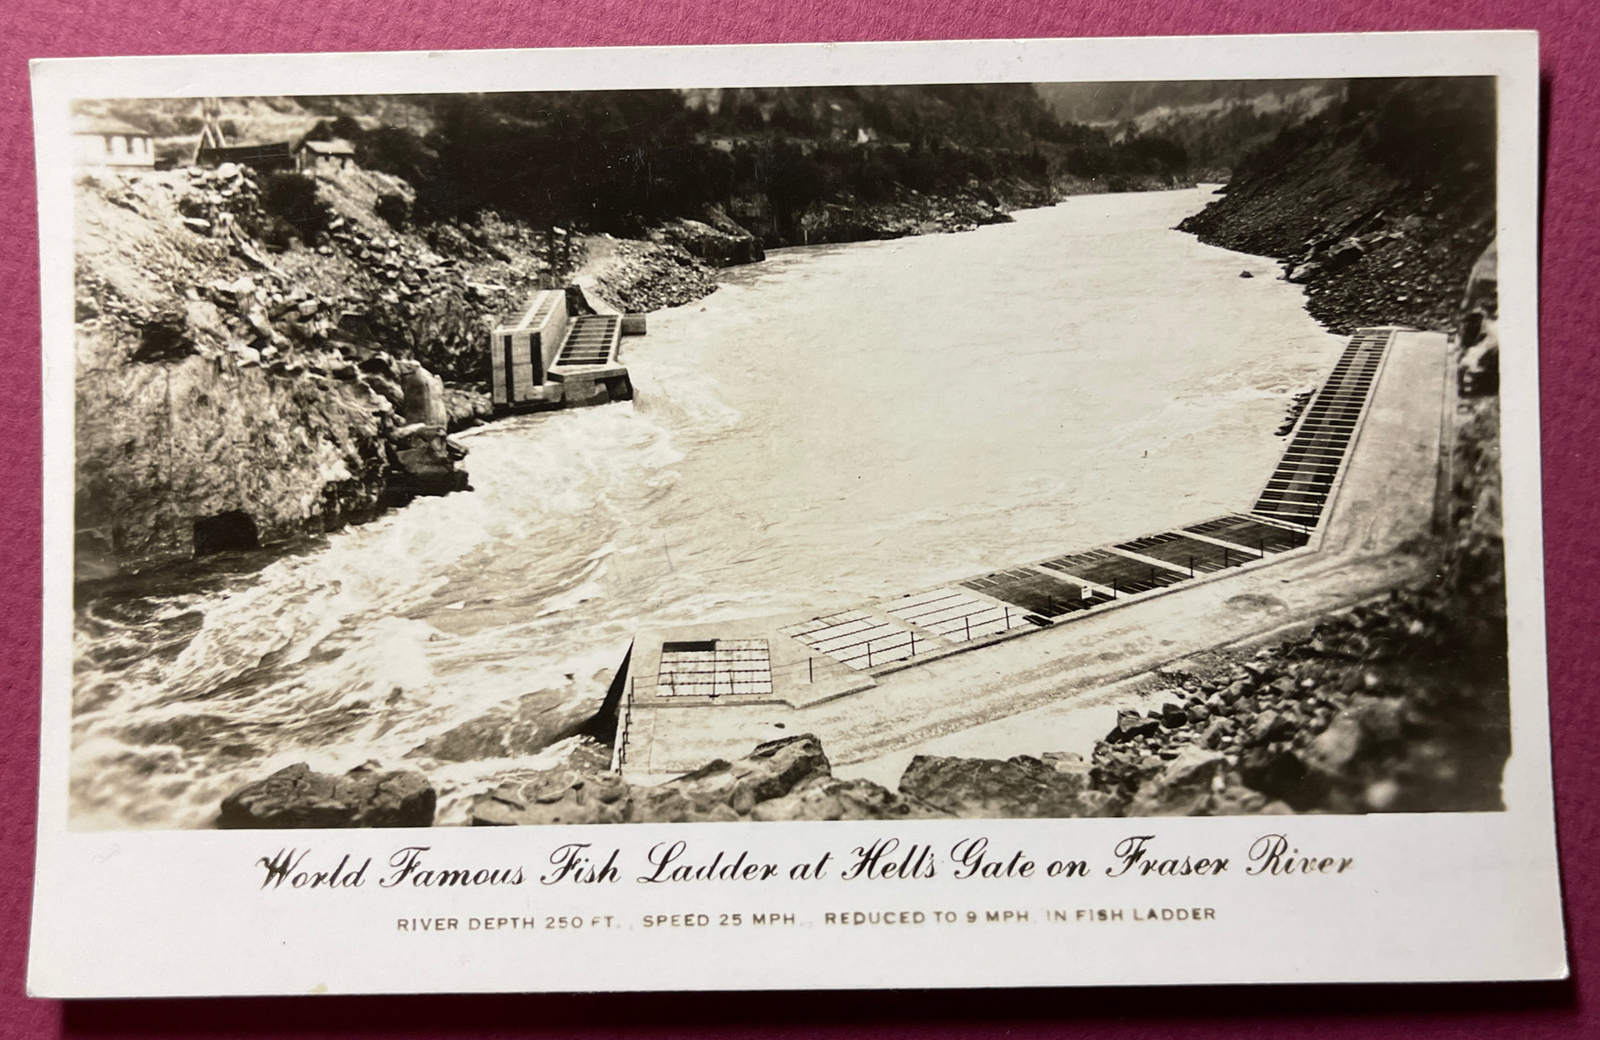 World Famous Fish Ladder at Hell's Gate on Fraser River
RIVER DEPTH 250 FT. SPEED 25 MPH. REDUCED TO 9 MPH. IN FISH LADDER